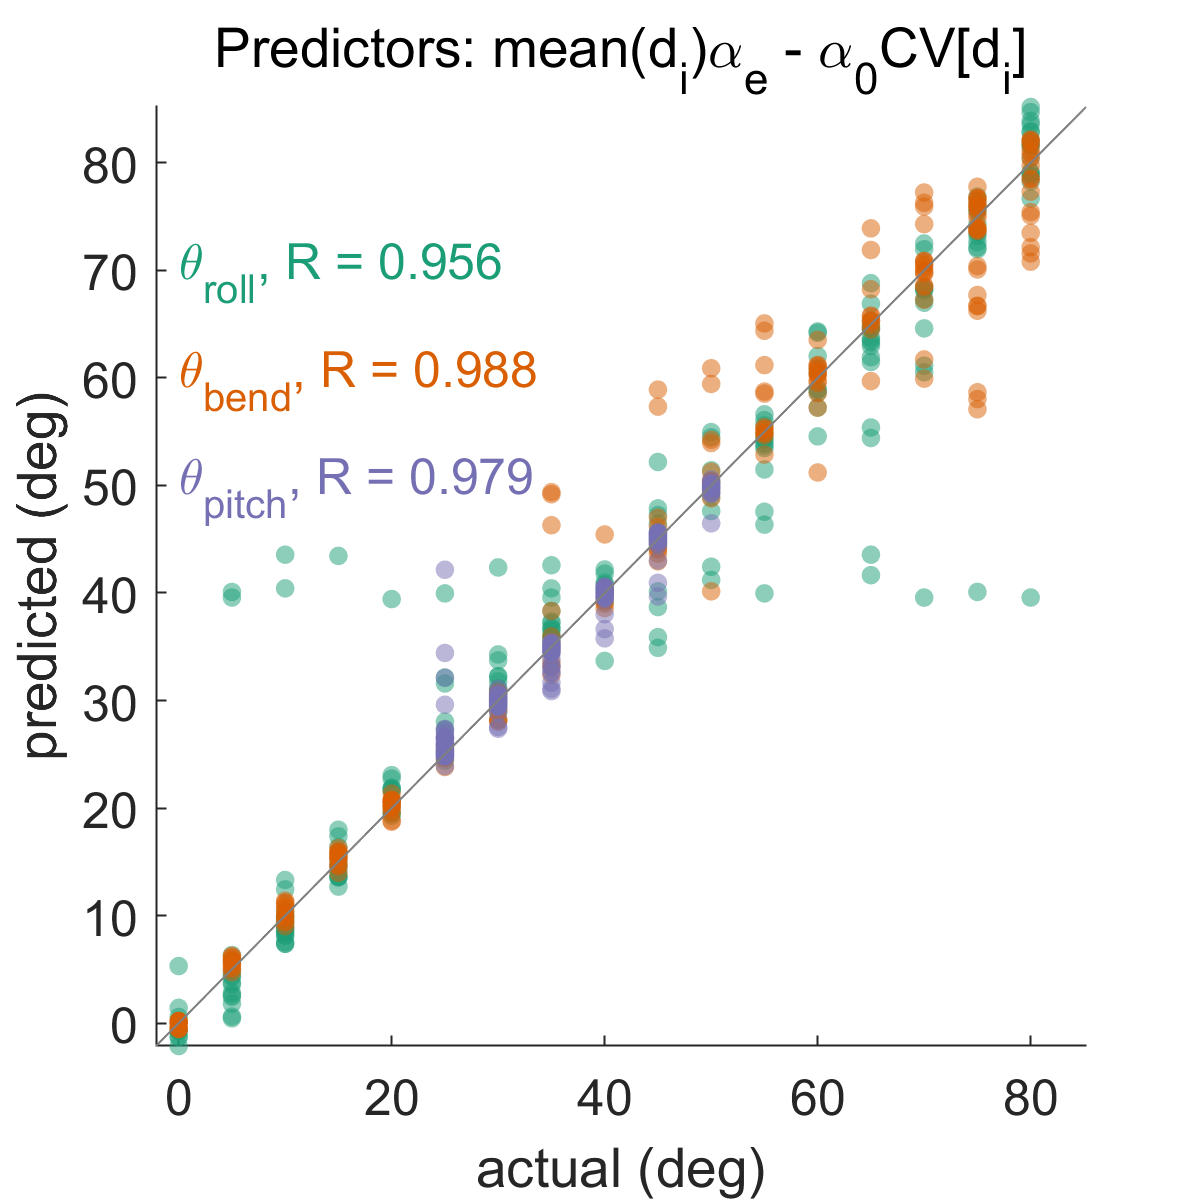 Predictors: mean(dᵢ)αₑ - α₀CV[dᵢ]
80
70
60
50
40
30
20
10
0
θroll, R = 0.956
θbend, R = 0.988
θpitch, R = 0.979
predicted (deg)
0 20 40 60 80
actual (deg)